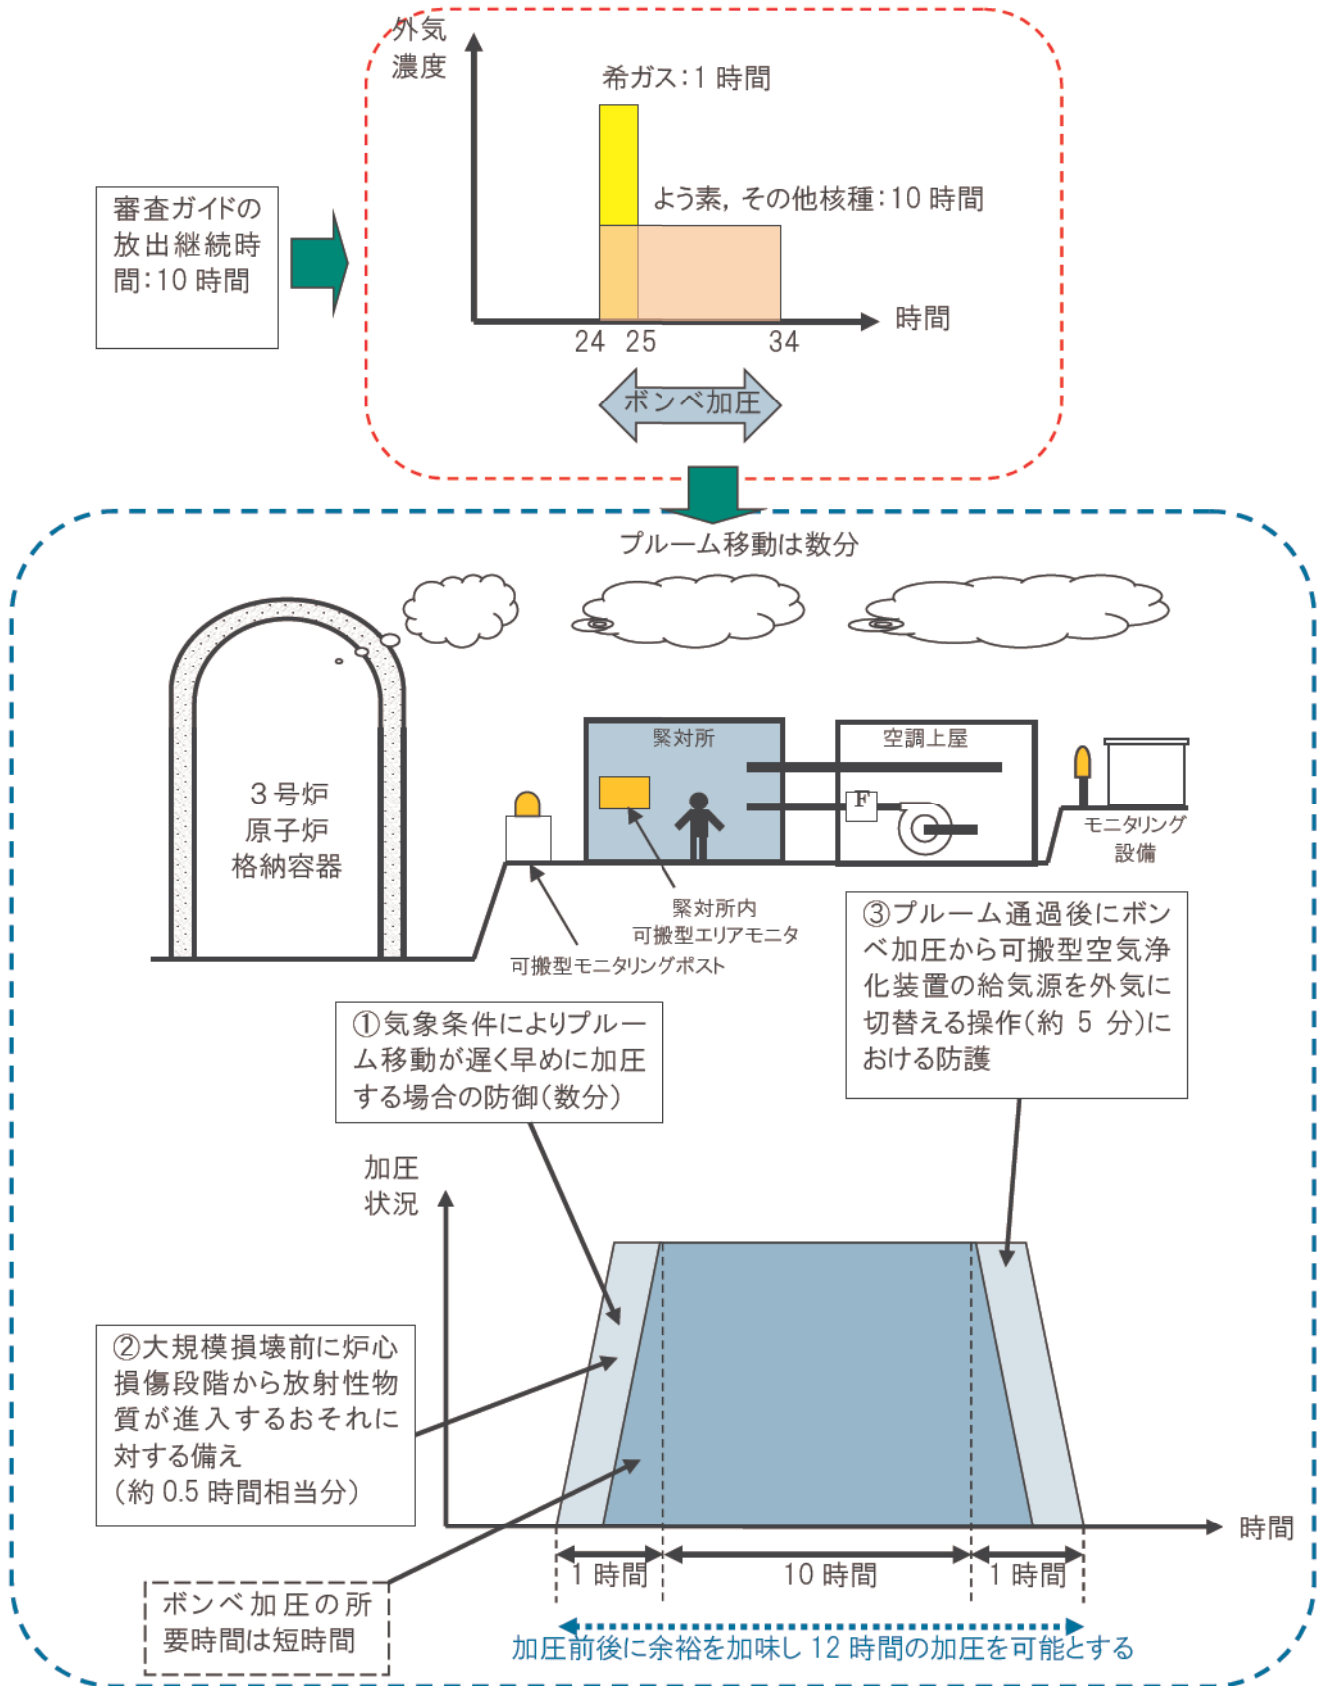 外気
濃度
希ガス：1 時間
よう素，その他核種：10 時間
審査ガイドの
放出継続時
間：10 時間
時間
24 25 34
ボンベ加圧
プルーム移動は数分
緊対所
空調上屋
F
3 号炉
原子炉
格納容器
モニタリング
設備
緊対所内
可搬型エリアモニタ
可搬型モニタリングポスト
③プルーム通過後にボン
ベ加圧から可搬型空気浄
化装置の給気源を外気に
切替える操作（約 5 分）に
おける防護
①気象条件によりプルー
ム移動が遅く早めに加圧
する場合の防御（数分）
加圧
状況
②大規模損壊前に炉心
損傷段階から放射性物
質が進入するおそれに
対する備え
（約 0.5 時間相当分）
時間
1 時間 10 時間 1 時間
ボンベ加圧の所
要時間は短時間
加圧前後に余裕を加味し 12 時間の加圧を可能とする